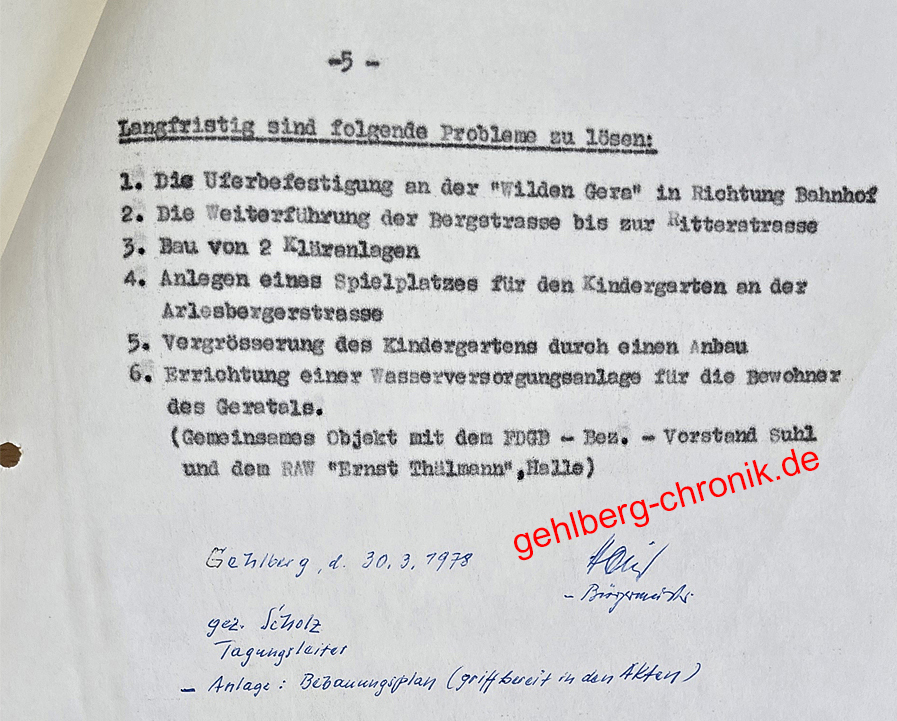 -5 -
Langfristig sind folgende Probleme zu lösen:
1. Die Uferbefestigung an der "Wilden Gera" in Richtung Bahnhof
2. Die Weiterführung der Bergstrasse bis zur Ritterstrasse
3. Bau von 2 Kläranlagen
4. Anlegen eines Spielplatzes für den Kindergarten an der
Arlesbergerstrasse
5. Vergrösserung des Kindergartens durch einen Anbau
6. Errichtung einer Wasserversorgungsanlage für die Bewohner
des Geratals.
(Gemeinsames Objekt mit dem FDGB - Bez. - Vorstand Suhl
und dem RAW "Ernst Thälmann",Halle)
gehlberg-chronik.de
Gehlberg, d. 30.3.1978
- Bürgermeister
gez. Scholz
Tagungsleiter
- Anlage: Bebauungsplan (griffbereit in den Akten)